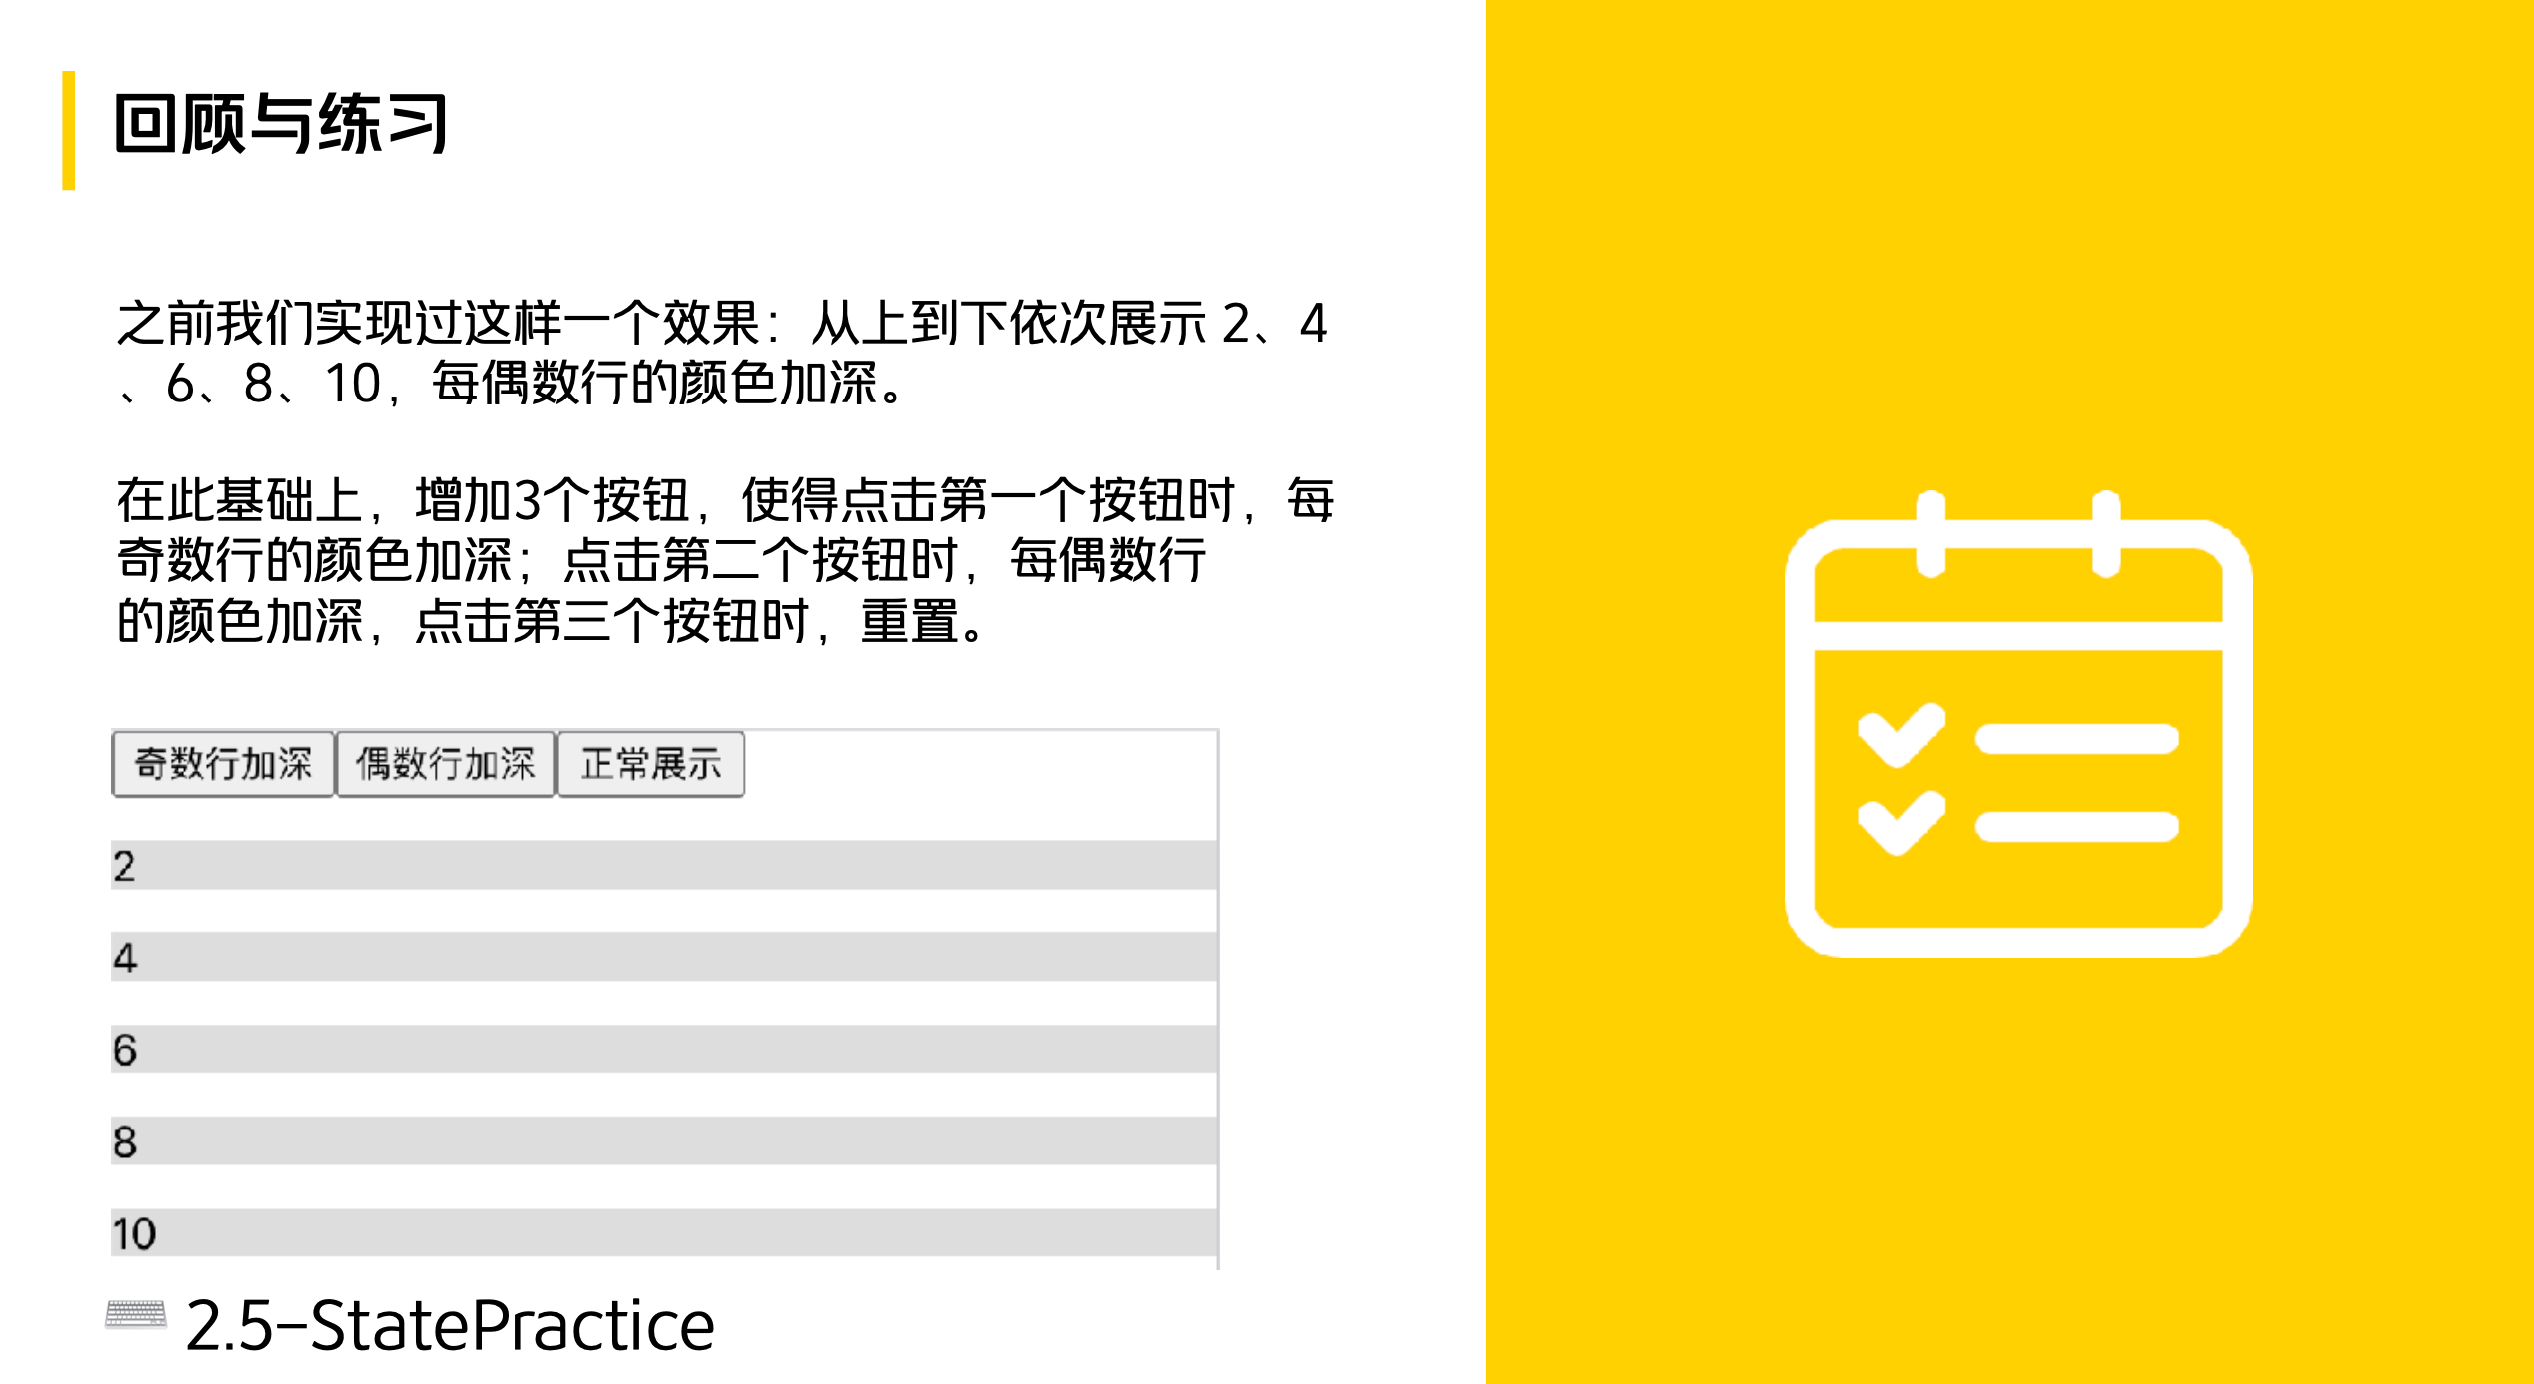 回顾与练习
之前我们实现过这样一个效果：从上到下依次展示 2、4
、6、8、10，每偶数行的颜色加深。
在此基础上，增加3个按钮，使得点击第一个按钮时，每
奇数行的颜色加深；点击第二个按钮时，每偶数行
的颜色加深，点击第三个按钮时，重置。
奇数行加深 偶数行加深 正常展示
2
4
6
8
10
2.5-StatePractice